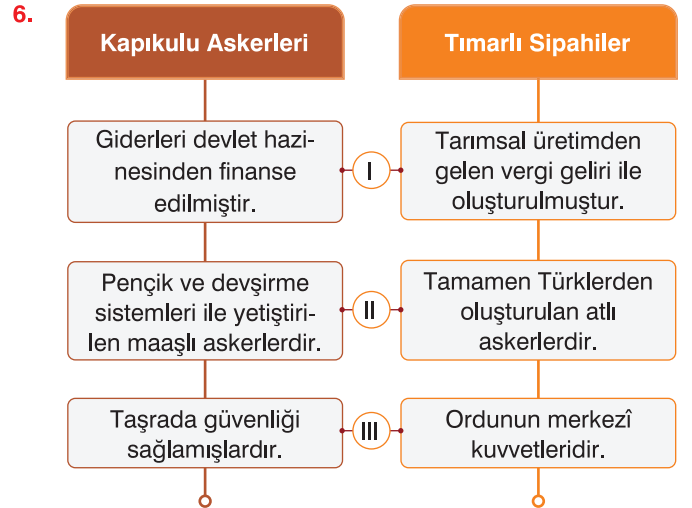 6.
Kapıkulu Askerleri
Tımarlı Sipahiler
Giderleri devlet hazi-
nesinden finanse
edilmiştir.
I
Tarımsal üretimden
gelen vergi geliri ile
oluşturulmuştur.
Pençik ve devşirme
sistemleri ile yetiştiri-
len maaşlı askerlerdir.
II
Tamamen Türklerden
oluşturulan atlı
askerlerdir.
Taşrada güvenliği
sağlamışlardır.
III
Ordunun merkezî
kuvvetleridir.